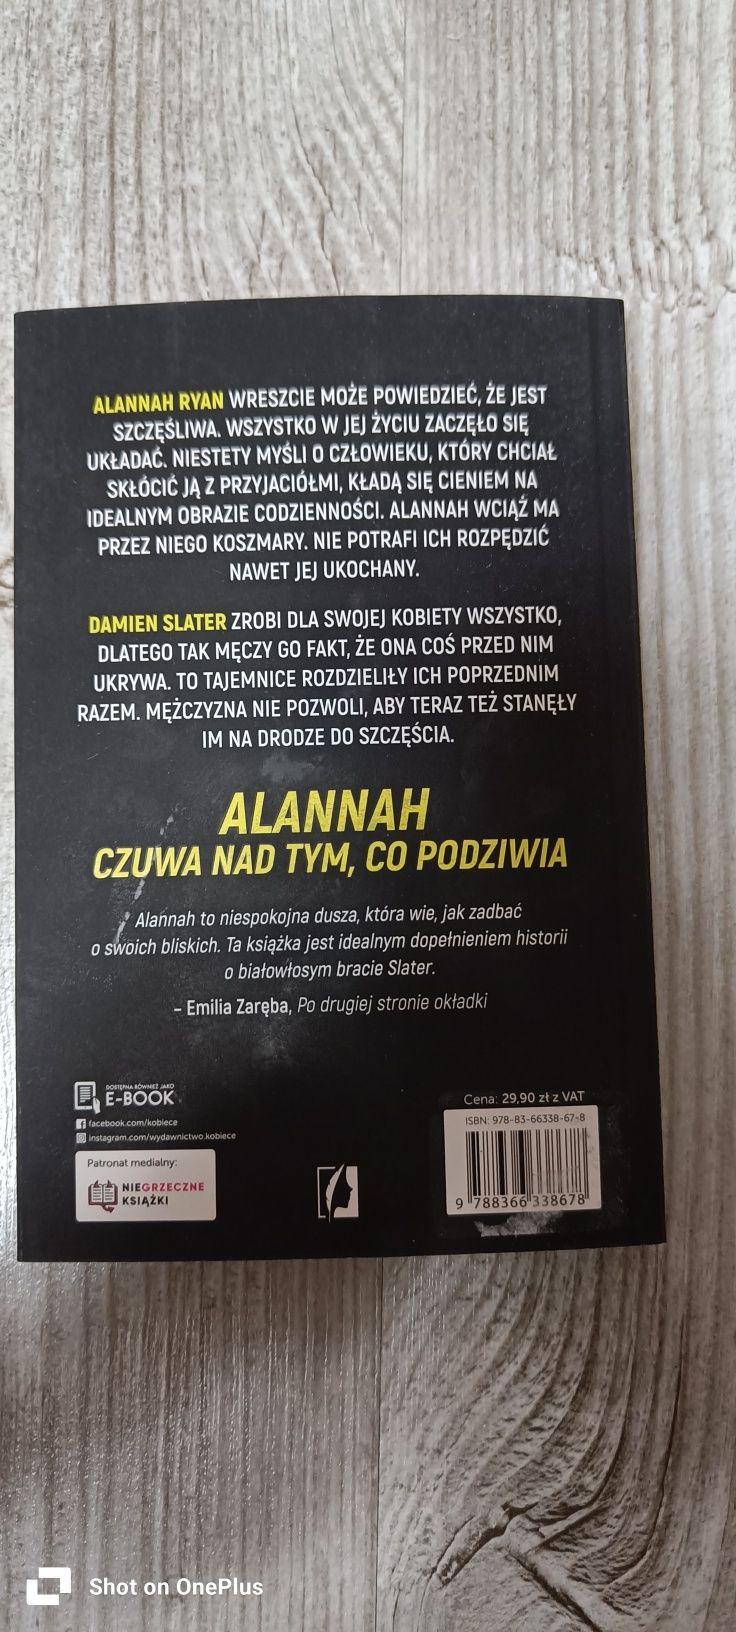 ALANNAH RYAN WRESZCIE MOŻE POWIEDZIEĆ, ŻE JEST
SZCZĘŚLIWA. WSZYSTKO W JEJ ŻYCIU ZACZĘŁO SIĘ
UKŁADAĆ. NIESTETY MYŚLI O CZŁOWIEKU, KTÓRY CHCIAŁ
SKŁÓCIĆ JĄ Z PRZYJACIÓŁMI, KŁADĄ SIĘ CIENIEM NA
IDEALNYM OBRAZIE CODZIENNOŚCI. ALANNAH WCIĄŻ MA
PRZEZ NIEGO KOSZMARY. NIE POTRAFI ICH ROZPĘDZIĆ
NAWET JEJ UKOCHANY.
DAMIEN SLATER ZROBI DLA SWOJEJ KOBIETY WSZYSTKO,
DLATEGO TAK MĘCZY GO FAKT, ŻE ONA COŚ PRZED NIM
UKRYWA. TO TAJEMNICE ROZDZIELIŁY ICH POPRZEDNIM
RAZEM. MĘŻCZYZNA NIE POZWOLI, ABY TERAZ TEŻ STANĘŁY
IM NA DRODZE DO SZCZĘŚCIA.
ALANNAH
CZUWA NAD TYM, CO PODZIWIA
Alannah to niespokojna dusza, która wie, jak zadbać
o swoich bliskich. Ta książka jest idealnym dopełnieniem historii
o białowłosym bracie Slater.
– Emilia Zaręba, Po drugiej stronie okładki
DOSTĘPNA RÓWNIEŻ JAKO
E-BOOK
facebook.com/kobiece
instagram.com/wydawnictwo.kobiece
Patronat medialny:
NIEGRZECZNE
KSIĄŻKI
Cena: 29,90 zł z VAT
ISBN: 978-83-66338-67-8
9 788366 338678
Shot on OnePlus